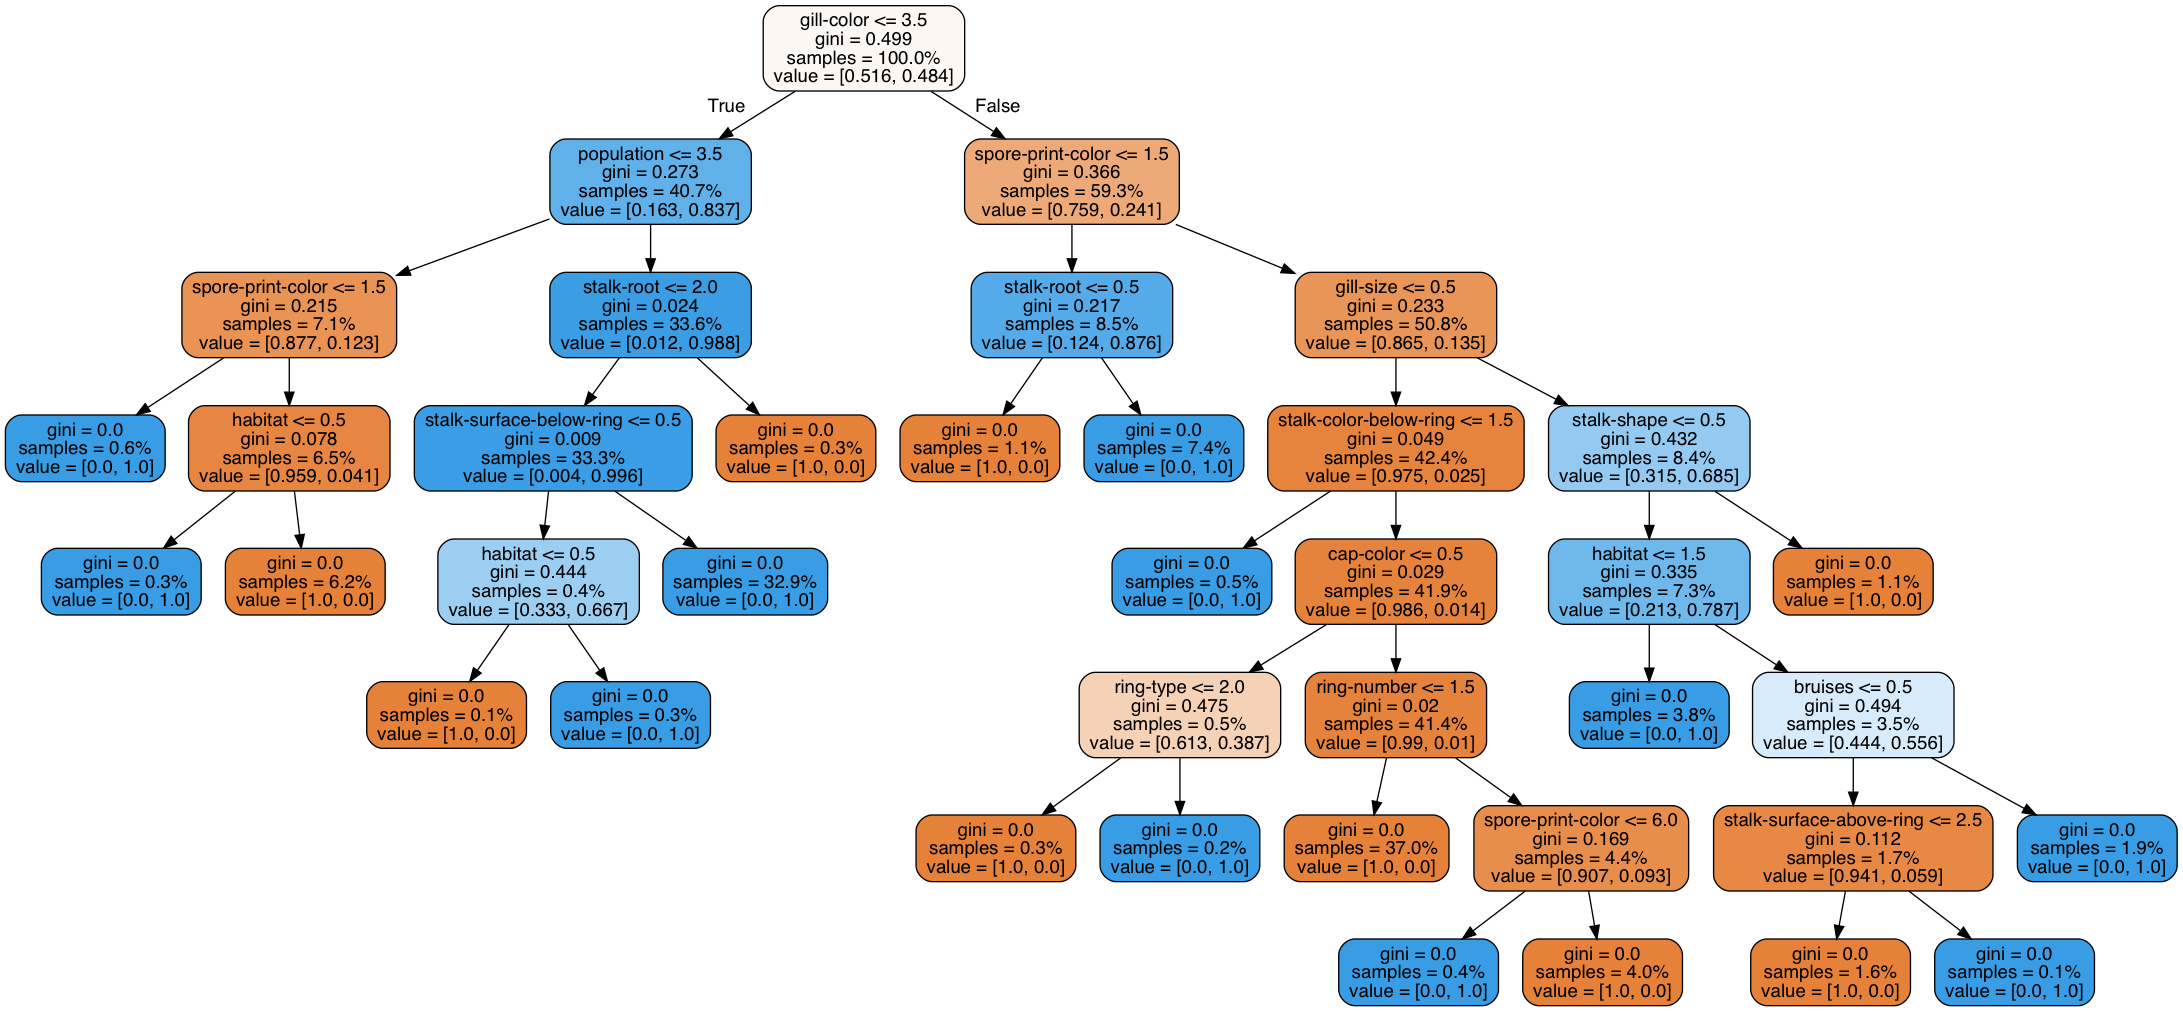 gill-color <= 3.5
gini = 0.499
samples = 100.0%
value = [0.516, 0.484]
True
False
population <= 3.5
gini = 0.273
samples = 40.7%
value = [0.163, 0.837]
spore-print-color <= 1.5
gini = 0.366
samples = 59.3%
value = [0.759, 0.241]
spore-print-color <= 1.5
gini = 0.215
samples = 7.1%
value = [0.877, 0.123]
stalk-root <= 2.0
gini = 0.024
samples = 33.6%
value = [0.012, 0.988]
stalk-root <= 0.5
gini = 0.217
samples = 8.5%
value = [0.124, 0.876]
gill-size <= 0.5
gini = 0.233
samples = 50.8%
value = [0.865, 0.135]
gini = 0.0
samples = 0.6%
value = [0.0, 1.0]
habitat <= 0.5
gini = 0.078
samples = 6.5%
value = [0.959, 0.041]
stalk-surface-below-ring <= 0.5
gini = 0.009
samples = 33.3%
value = [0.004, 0.996]
gini = 0.0
samples = 0.3%
value = [1.0, 0.0]
gini = 0.0
samples = 1.1%
value = [1.0, 0.0]
gini = 0.0
samples = 7.4%
value = [0.0, 1.0]
stalk-color-below-ring <= 1.5
gini = 0.049
samples = 42.4%
value = [0.975, 0.025]
stalk-shape <= 0.5
gini = 0.432
samples = 8.4%
value = [0.315, 0.685]
gini = 0.0
samples = 0.3%
value = [0.0, 1.0]
gini = 0.0
samples = 6.2%
value = [1.0, 0.0]
habitat <= 0.5
gini = 0.444
samples = 0.4%
value = [0.333, 0.667]
gini = 0.0
samples = 32.9%
value = [0.0, 1.0]
gini = 0.0
samples = 0.5%
value = [0.0, 1.0]
cap-color <= 0.5
gini = 0.029
samples = 41.9%
value = [0.986, 0.014]
habitat <= 1.5
gini = 0.335
samples = 7.3%
value = [0.213, 0.787]
gini = 0.0
samples = 1.1%
value = [1.0, 0.0]
gini = 0.0
samples = 0.1%
value = [1.0, 0.0]
gini = 0.0
samples = 0.3%
value = [0.0, 1.0]
ring-type <= 2.0
gini = 0.475
samples = 0.5%
value = [0.613, 0.387]
ring-number <= 1.5
gini = 0.02
samples = 41.4%
value = [0.99, 0.01]
gini = 0.0
samples = 3.8%
value = [0.0, 1.0]
bruises <= 0.5
gini = 0.494
samples = 3.5%
value = [0.444, 0.556]
gini = 0.0
samples = 0.3%
value = [1.0, 0.0]
gini = 0.0
samples = 0.2%
value = [0.0, 1.0]
gini = 0.0
samples = 37.0%
value = [1.0, 0.0]
spore-print-color <= 6.0
gini = 0.169
samples = 4.4%
value = [0.907, 0.093]
stalk-surface-above-ring <= 2.5
gini = 0.112
samples = 1.7%
value = [0.941, 0.059]
gini = 0.0
samples = 1.9%
value = [0.0, 1.0]
gini = 0.0
samples = 0.4%
value = [0.0, 1.0]
gini = 0.0
samples = 4.0%
value = [1.0, 0.0]
gini = 0.0
samples = 1.6%
value = [1.0, 0.0]
gini = 0.0
samples = 0.1%
value = [0.0, 1.0]